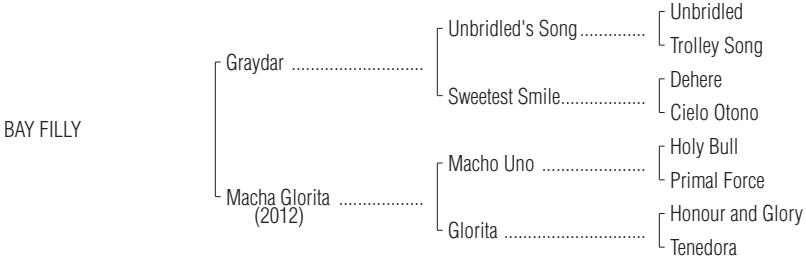 Unbridled
Unbridled's Song..............
Trolley Song
Graydar ............................
Dehere
Sweetest Smile..................
Cielo Otono
BAY FILLY
Holy Bull
Macho Uno ......................
Primal Force
Macha Glorita ..................
(2012)
Honour and Glory
Glorita ..............................
Tenedora